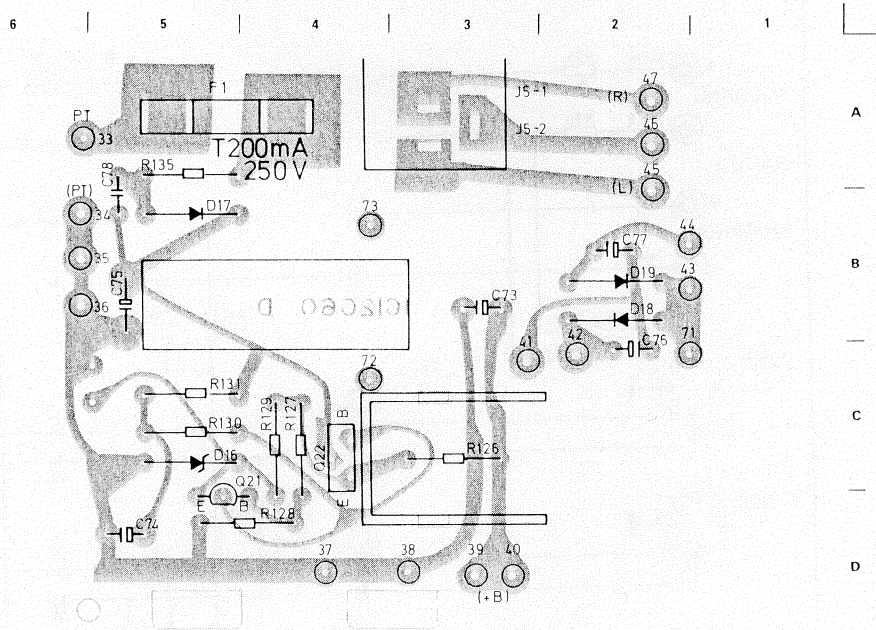 6 5 4 3 2 1
47
F1
J5-1
(R)
A
PT
33
J5-2
46
T200mA
R135
250V
C78
45
(L)
(PT)
34
D17
73
44
C77
35
B
C75
D19
43
36
C73
D18
41
42
C76
71
72
R131
C
R129
R127
B
R130
Q22
D16
R126
Q21
E B
E
R128
C74
37
38
39
40
D
(+B)